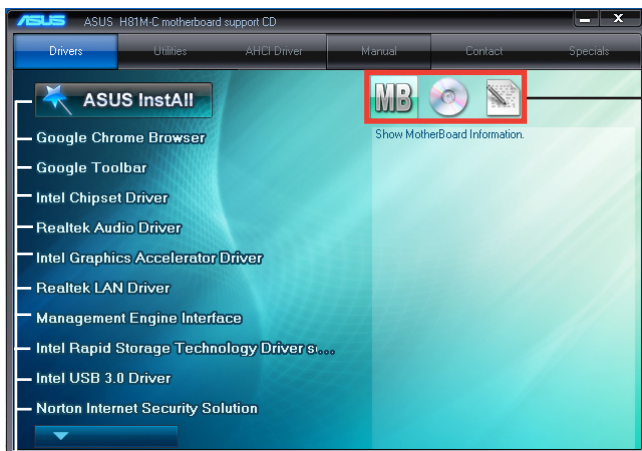 ASUS ASUS H81M-C motherboard support CD
Drivers Utilities AHCI Driver Manual Contact Specials
ASUS InstAll
MB
Show MotherBoard Information.
Google Chrome Browser
Google Toolbar
Intel Chipset Driver
Realtek Audio Driver
Intel Graphics Accelerator Driver
Realtek LAN Driver
Management Engine Interface
Intel Rapid Storage Technology Driver s...
Intel USB 3.0 Driver
Norton Internet Security Solution